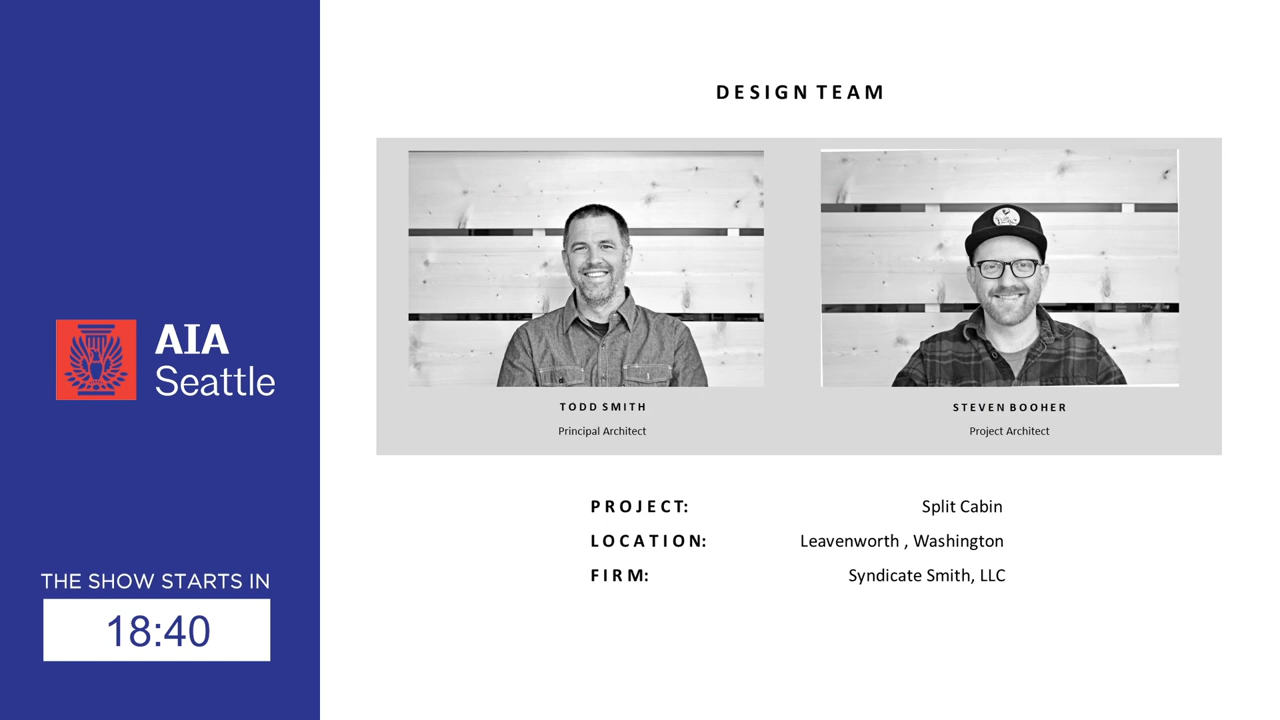 DESIGN TEAM
TODD SMITH
Principal Architect
STEVEN BOOHER
Project Architect
PROJECT: Split Cabin
LOCATION: Leavenworth , Washington
FIRM: Syndicate Smith, LLC
AIA
Seattle
THE SHOW STARTS IN
18:40